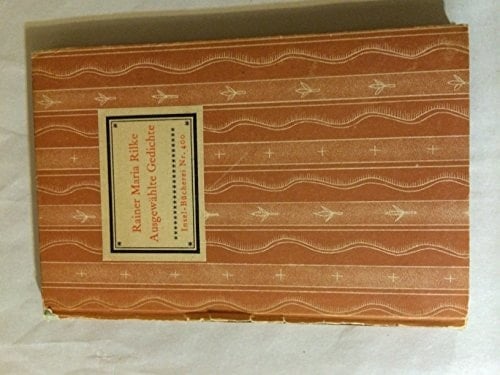 Rainer Maria Rilke
Ausgewählte Gedichte
Insel-Bücherei Nr. 400